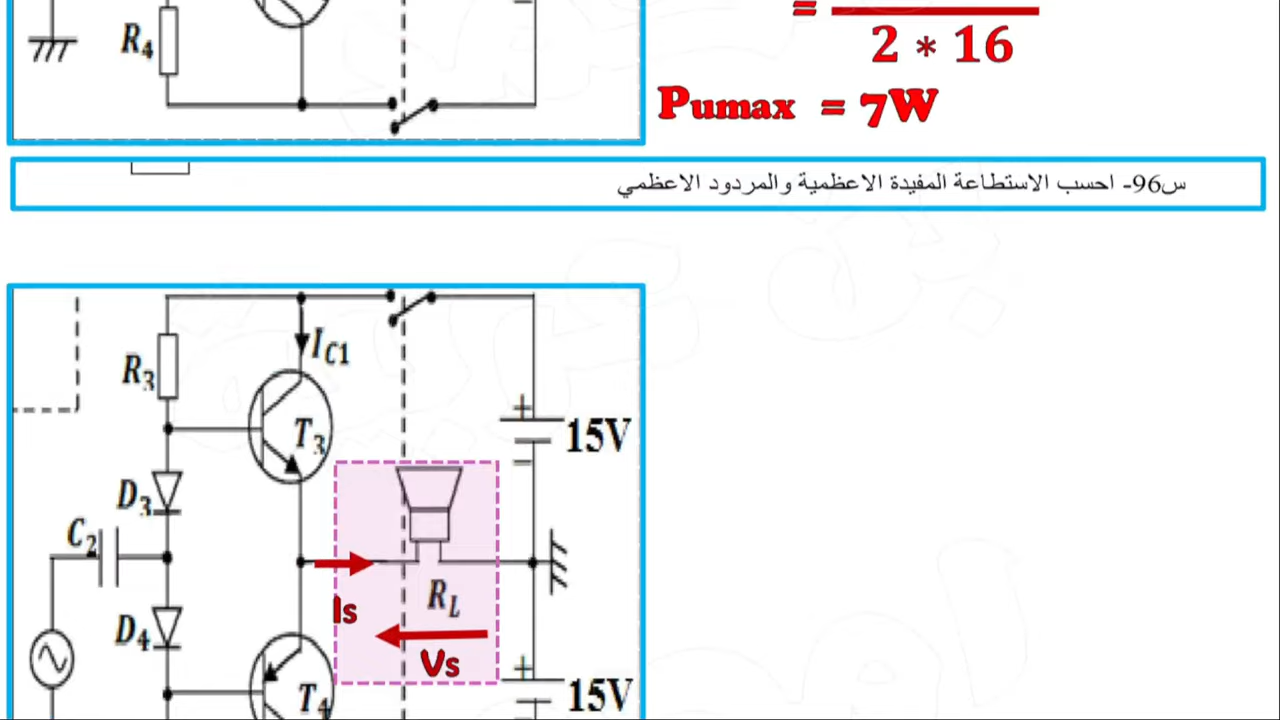 R4
=
2 * 16
Pumax = 7W
س96- احسب الاستطاعة المفيدة الاعظمية والمردود الاعظمي
IC1
R3
T3
+
15V
−
D3
C2
RL
Is
D4
Vs
+
T4
15V
−